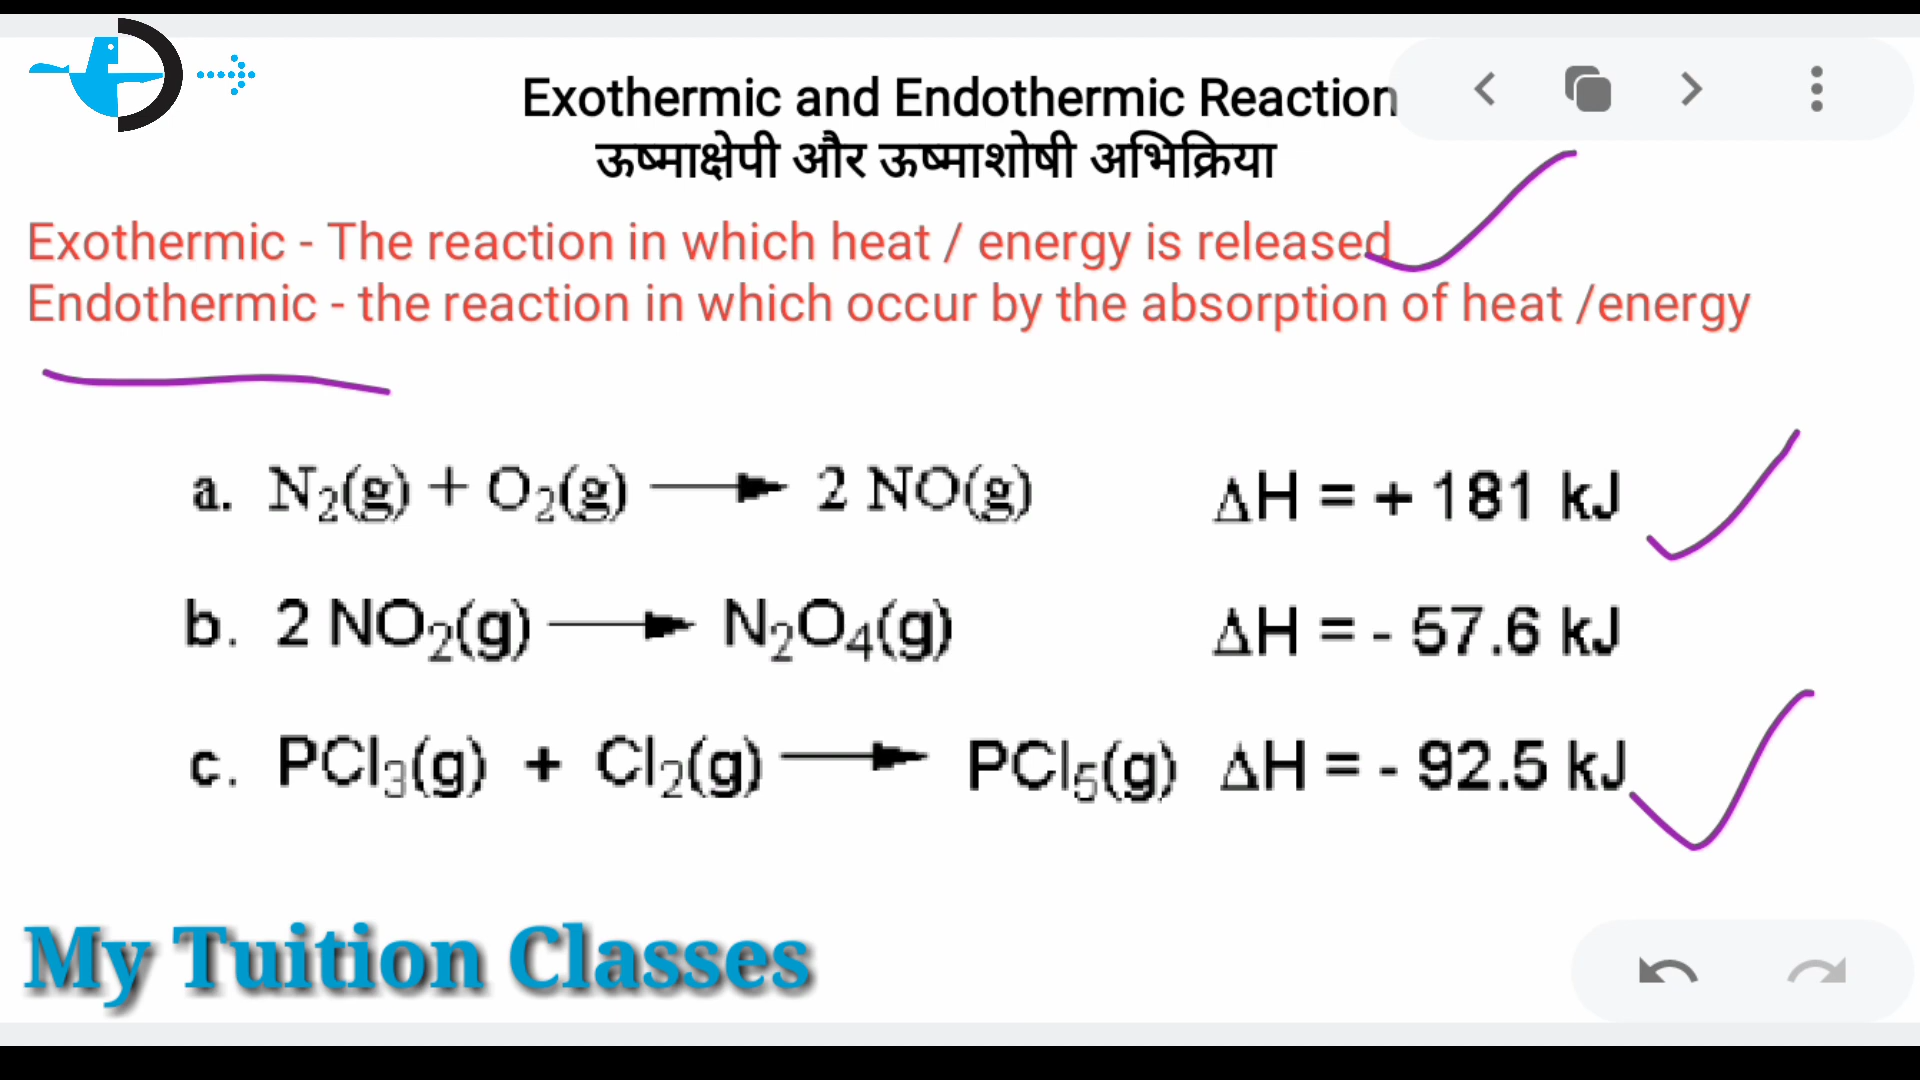 Exothermic and Endothermic Reaction
ऊष्माक्षेपी और ऊष्माशोषी अभिक्रिया
Exothermic - The reaction in which heat / energy is released
Endothermic - the reaction in which occur by the absorption of heat /energy
a. N₂(g) + O₂(g) ⟶ 2 NO(g) ΔH = + 181 kJ
b. 2 NO₂(g) ⟶ N₂O₄(g) ΔH = - 57.6 kJ
c. PCl₃(g) + Cl₂(g) ⟶ PCl₅(g) ΔH = - 92.5 kJ
My Tuition Classes